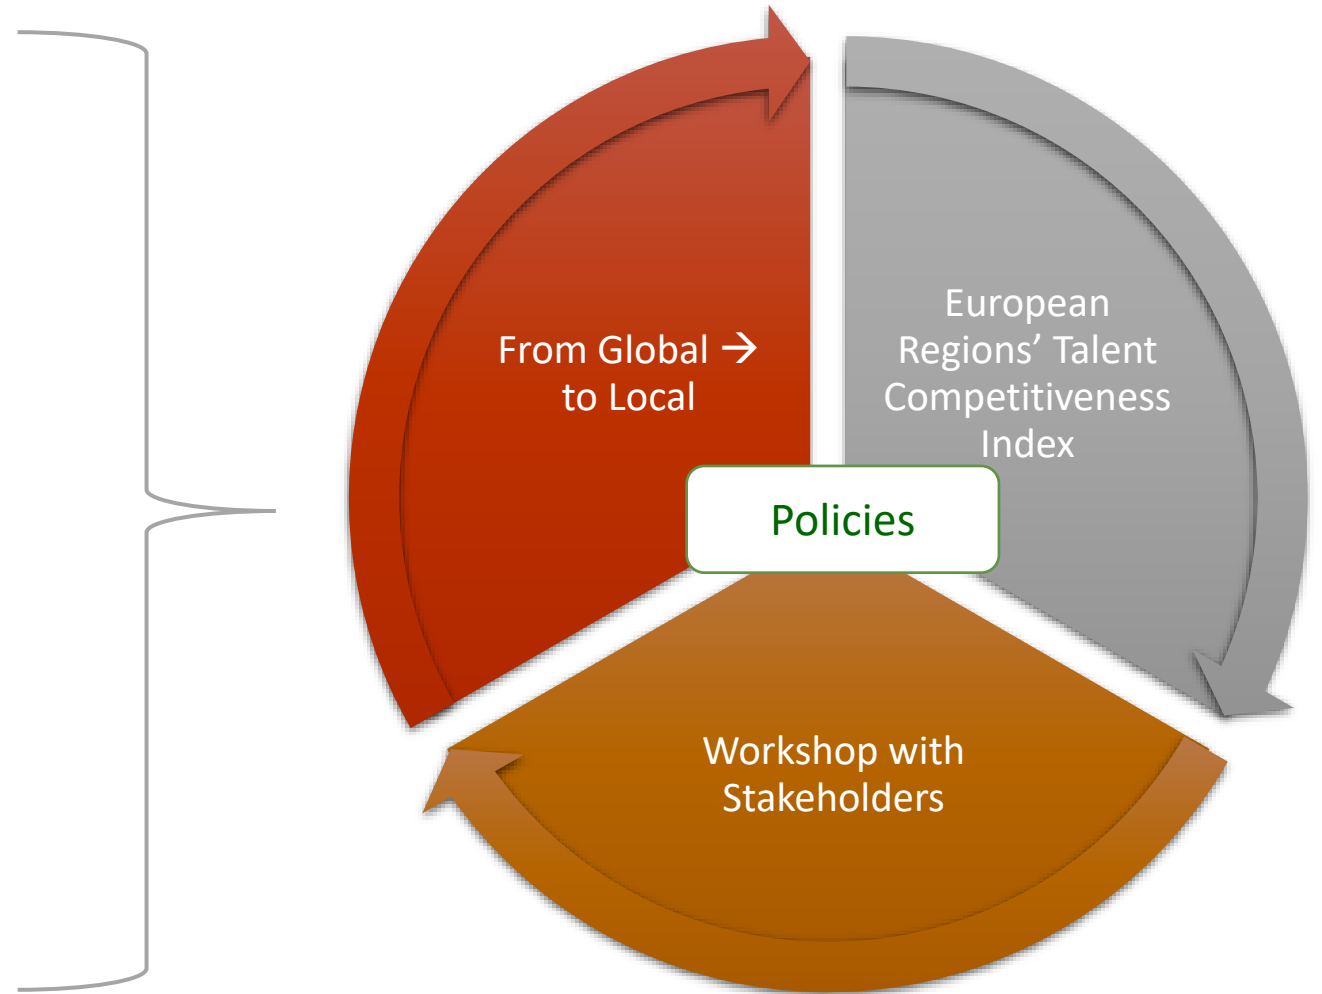 From Global →
to Local
European
Regions’ Talent
Competitiveness
Index
Policies
Workshop with
Stakeholders